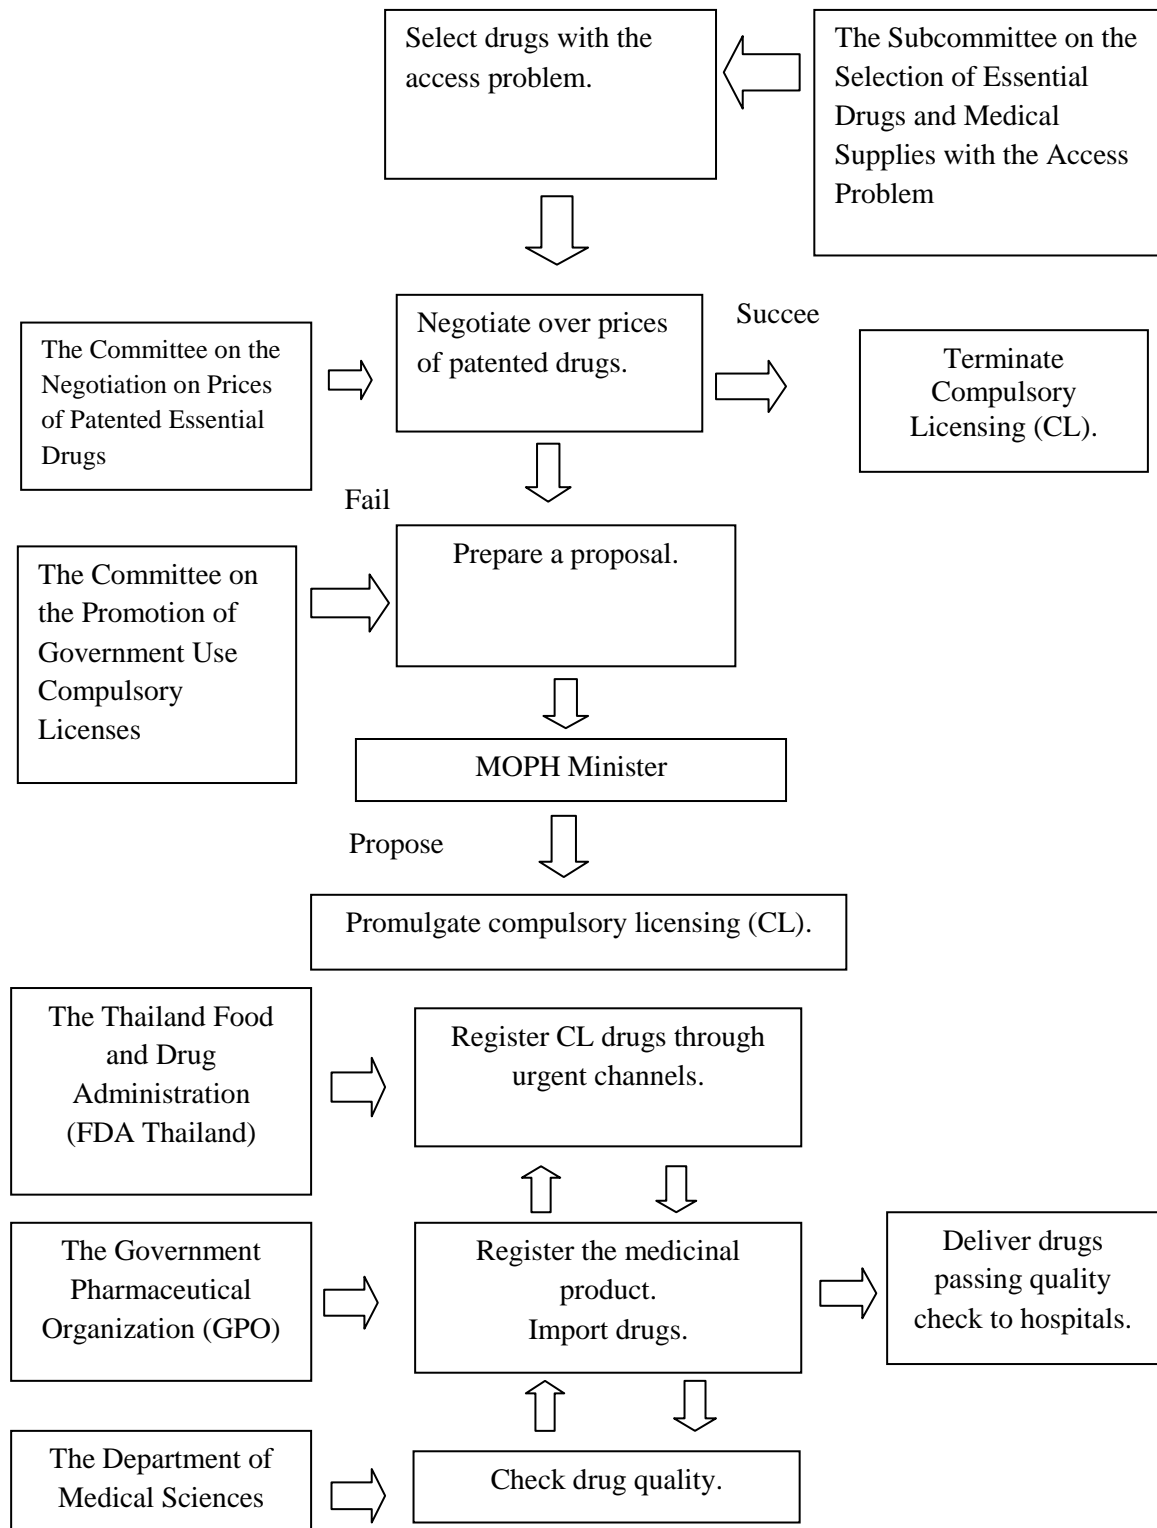 Select drugs with the
access problem.
The Subcommittee on the
Selection of Essential
Drugs and Medical
Supplies with the Access
Problem
The Committee on the
Negotiation on Prices
of Patented Essential
Drugs
Negotiate over prices
of patented drugs.
Succee
Terminate
Compulsory
Licensing (CL).
Fail
The Committee on
the Promotion of
Government Use
Compulsory
Licenses
Prepare a proposal.
MOPH Minister
Propose
Promulgate compulsory licensing (CL).
The Thailand Food
and Drug
Administration
(FDA Thailand)
Register CL drugs through
urgent channels.
The Government
Pharmaceutical
Organization (GPO)
Register the medicinal
product.
Import drugs.
Deliver drugs
passing quality
check to hospitals.
The Department of
Medical Sciences
Check drug quality.